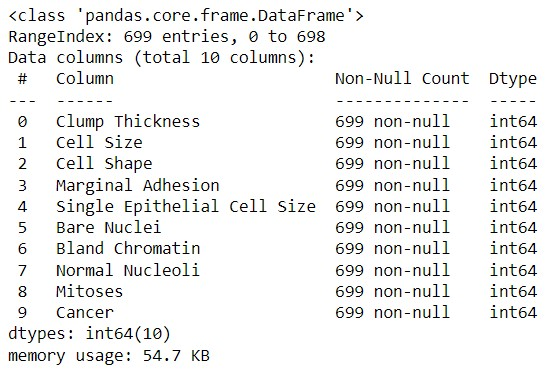 <class 'pandas.core.frame.DataFrame'>
RangeIndex: 699 entries, 0 to 698
Data columns (total 10 columns):
 #   Column                       Non-Null Count  Dtype
---  ------                       --------------  -----
 0   Clump Thickness              699 non-null    int64
 1   Cell Size                    699 non-null    int64
 2   Cell Shape                   699 non-null    int64
 3   Marginal Adhesion            699 non-null    int64
 4   Single Epithelial Cell Size  699 non-null    int64
 5   Bare Nuclei                  699 non-null    int64
 6   Bland Chromatin              699 non-null    int64
 7   Normal Nucleoli              699 non-null    int64
 8   Mitoses                      699 non-null    int64
 9   Cancer                       699 non-null    int64
dtypes: int64(10)
memory usage: 54.7 KB